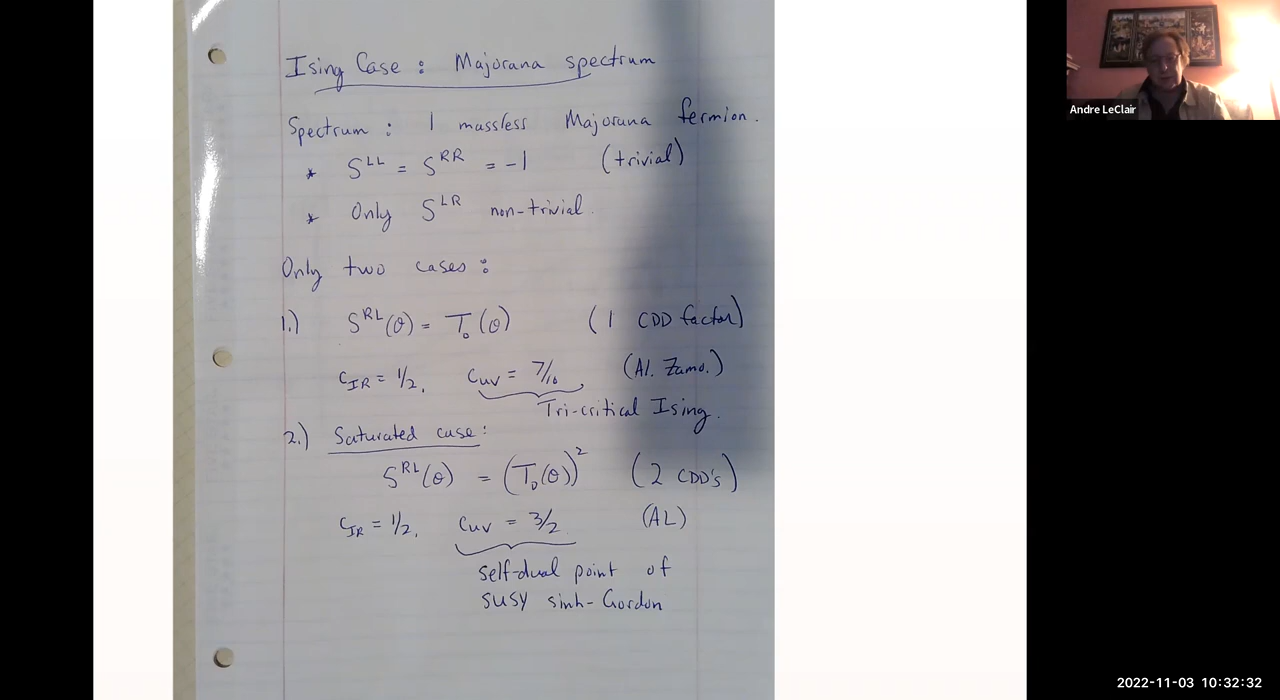 Ising Case : Majorana spectrum
Spectrum : 1 massless Majorana fermion.
* S^LL = S^RR = -1 (trivial)
* Only S^LR non-trivial.
Only two cases :
1.) S^RL(θ) = T_0(θ) (1 CDD factor)
c_IR = 1/2, c_UV = 7/10 (Al. Zamo.)
Tri-critical Ising.
2.) Saturated case :
S^RL(θ) = (T_0(θ))^2 (2 CDD's)
c_IR = 1/2, c_UV = 3/2 (AL)
self-dual point of
susy sinh-Gordon
Andre LeClair
2022-11-03 10:32:32